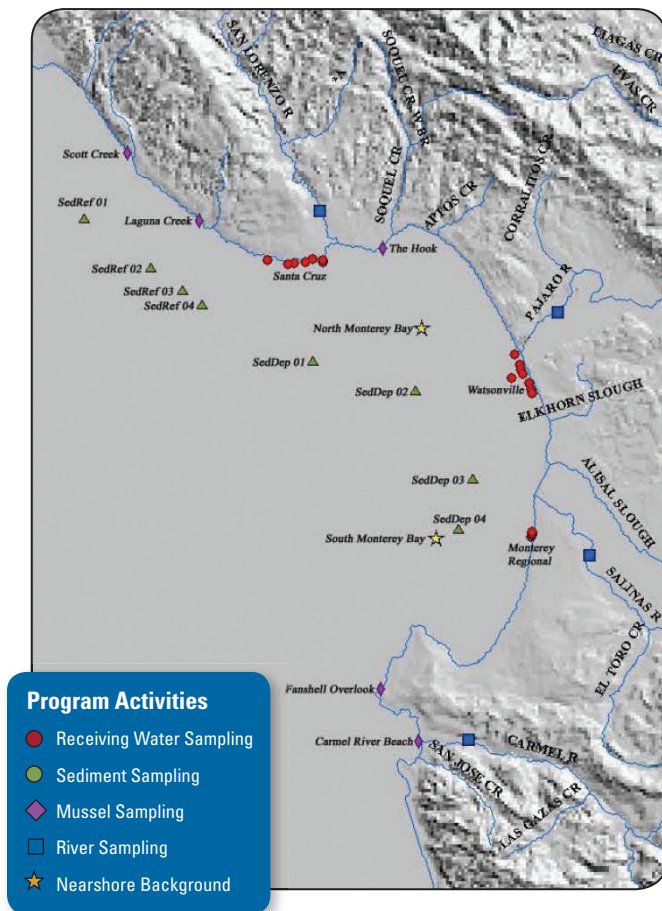 SAN LORENZO R
*A
SOQUEL CR, W BR
LIAGAS CR
UVAS CR
Scott Creek
SedRef 01
Laguna Creek
SOQUEL CR
APTOS CR
CORRALITOS CR
The Hook
SedRef 02
Santa Cruz
SedRef 03
SedRef 04
PAJARO R
North Monterey Bay
SedDep 01
SedDep 02
Watsonville
ELKHORN SLOUGH
SedDep 03
ALISAL SLOUGH
SedDep 04
South Monterey Bay
Monterey
Regional
SALINAS R
EL TORO CR
Fanshell Overlook
Carmel River Beach
CARMEL R
SAN JOSE CR
LAS GAZAS CR
Program Activities
Receiving Water Sampling
Sediment Sampling
Mussel Sampling
River Sampling
Nearshore Background